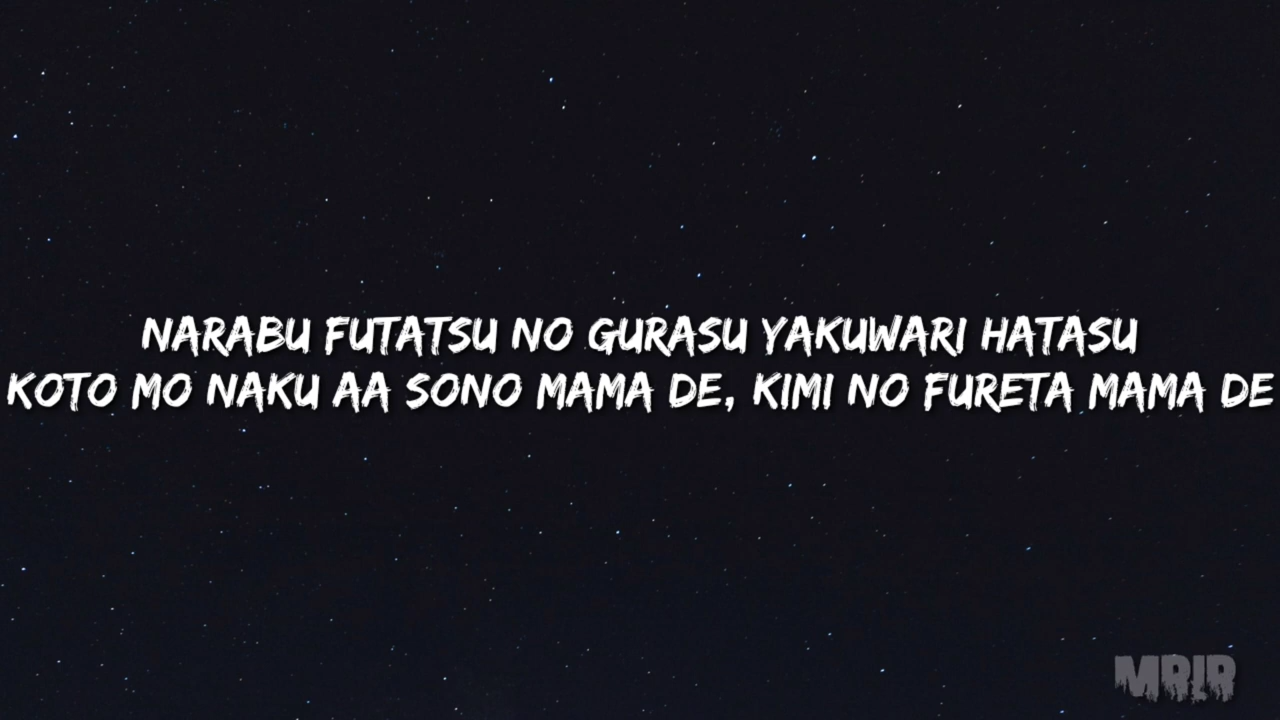 NARABU FUTATSU NO GURASU YAKUWARI HATASU
KOTO MO NAKU AA SONO MAMA DE, KIMI NO FURETA MAMA DE
MRLR